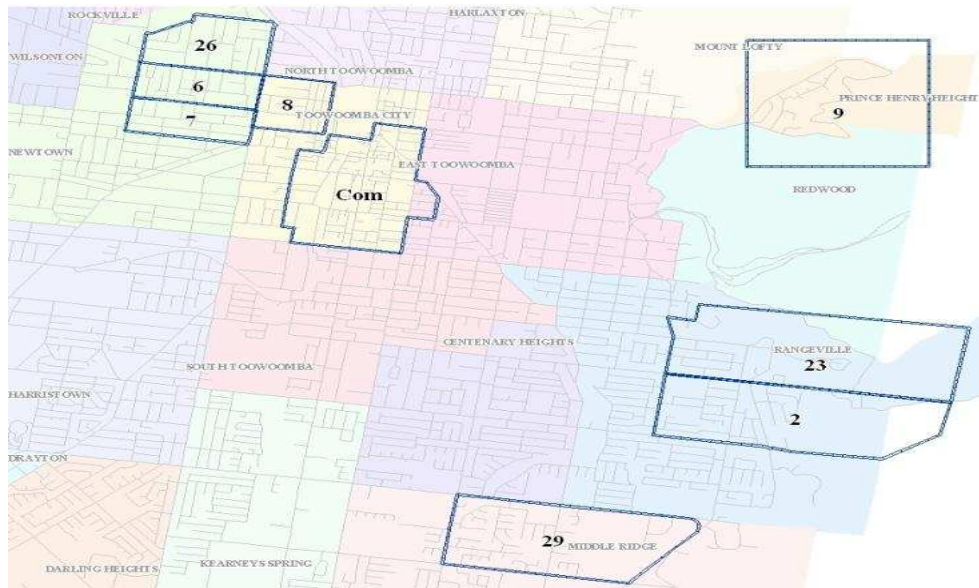 ROCKVILLE
HARLAXTON
WILSONTON
26
MOUNT LOFTY
NORTH TOOWOOMBA
6
8
PRINCE HENRY HEIGHT
9
7
TOOWOOMBA CITY
NEWTOWN
EAST TOOWOOMBA
Com
REDWOOD
CENTENARY HEIGHTS
RANGEVILLE
23
SOUTH TOOWOOMBA
HARRISTOWN
2
DRAYTON
29
MIDDLE RIDGE
KEARNEYS SPRING
DARLING HEIGHTS